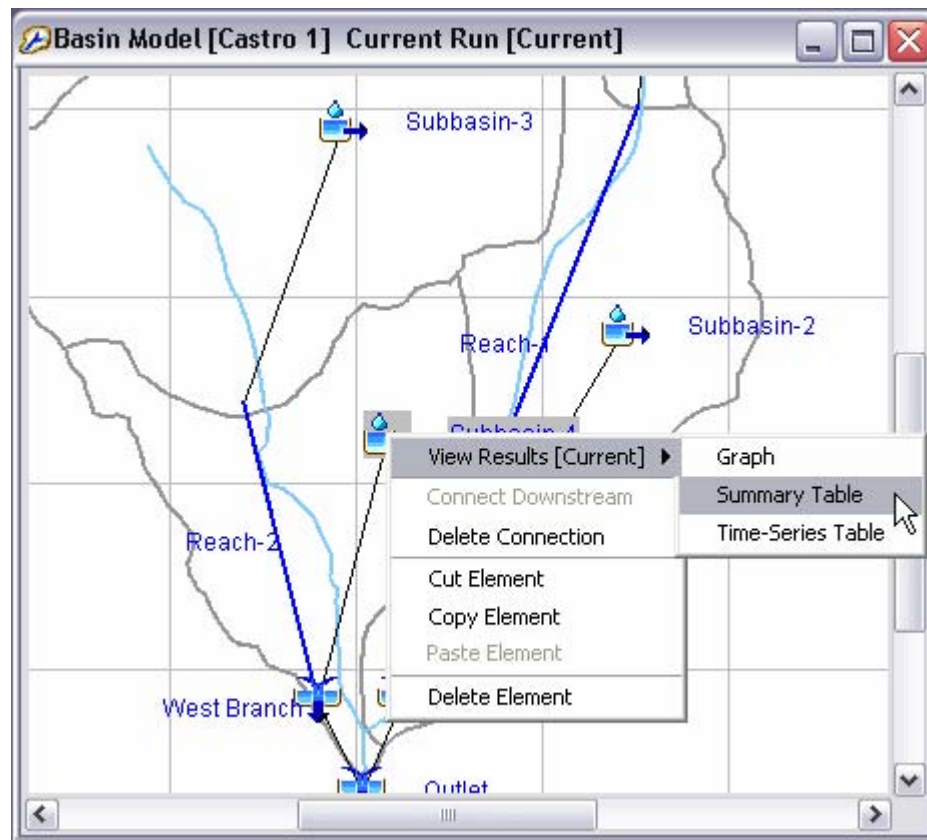 Basin Model [Castro 1] Current Run [Current]
Subbasin-3
Subbasin-2
Reach-1
Subbasin-4
View Results [Current]
Graph
Connect Downstream
Summary Table
Delete Connection
Time-Series Table
Reach-2
Cut Element
Copy Element
Paste Element
Delete Element
West Branch
Outlet